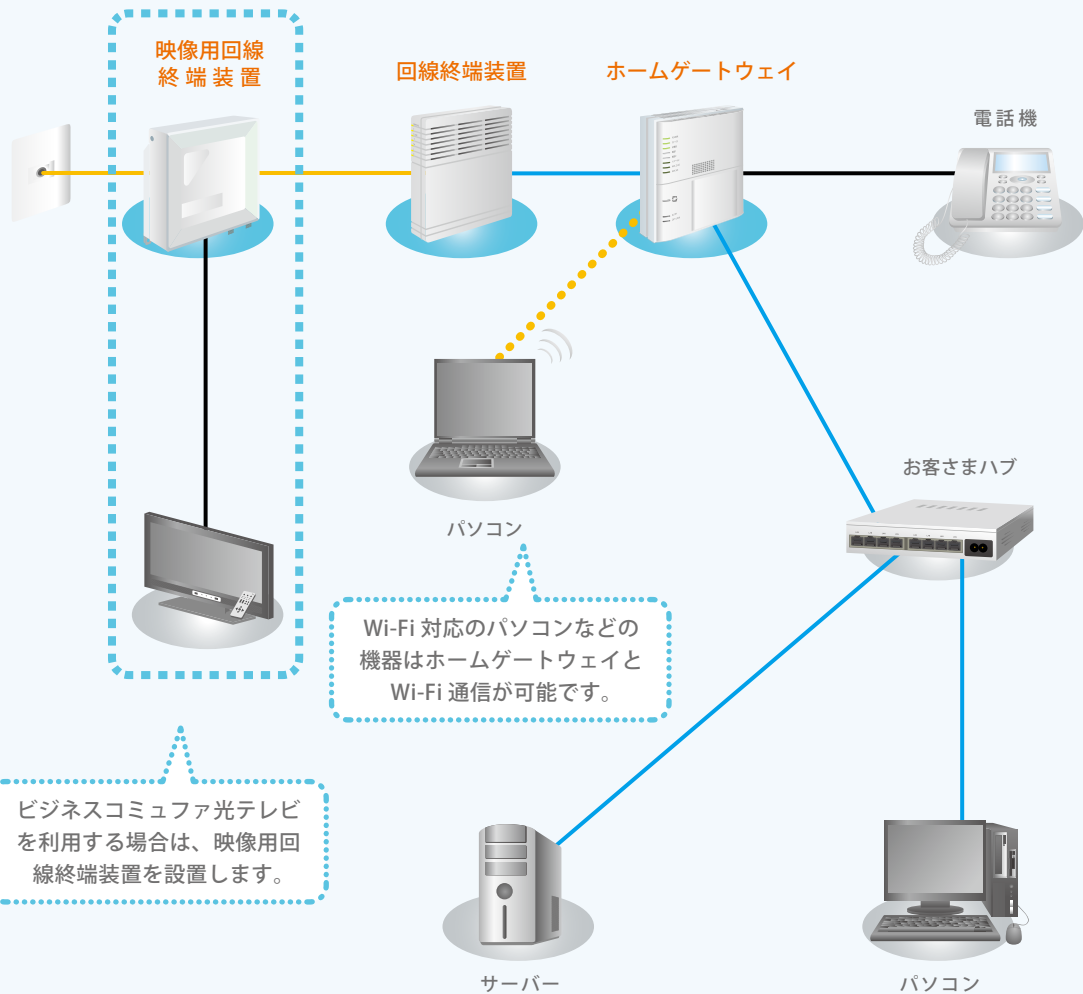 映像用回線
終端装置
回線終端装置
ホームゲートウェイ
電話機
お客さまハブ
パソコン
Wi-Fi 対応のパソコンなどの
機器はホームゲートウェイと
Wi-Fi 通信が可能です。
ビジネスコミュファ光テレビ
を利用する場合は、映像用回
線終端装置を設置します。
サーバー
パソコン